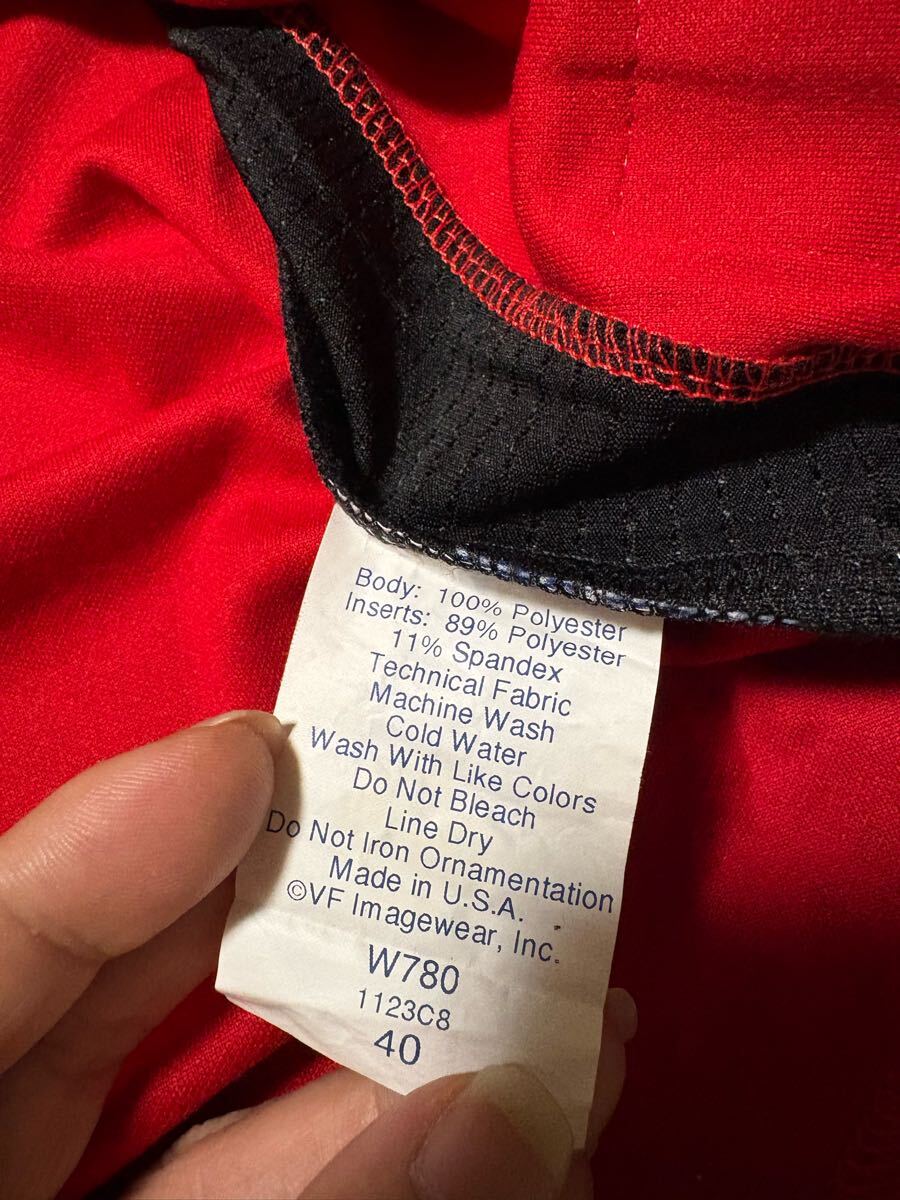 Body: 100% Polyester
Inserts: 89% Polyester
11% Spandex
Technical Fabric
Machine Wash
Cold Water
Wash With Like Colors
Do Not Bleach
Line Dry
Do Not Iron Ornamentation
Made in U.S.A.
©VF Imagewear, Inc.
W780
1123C8
40